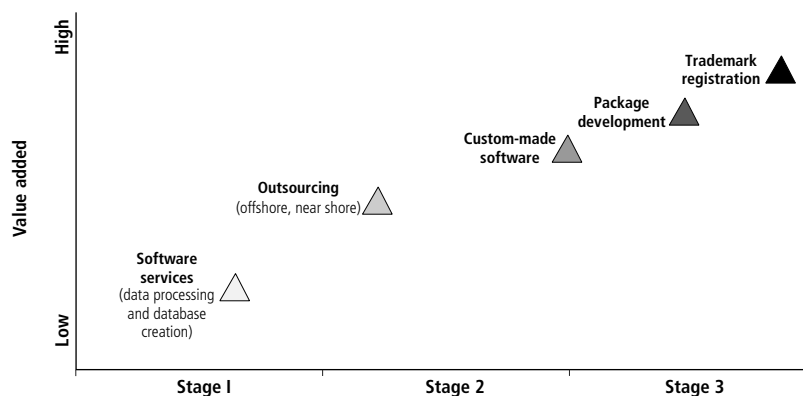 High
Value added
Low
Trademark
registration
Package
development
Custom-made
software
Outsourcing
(offshore, near shore)
Software
services
(data processing
and database
creation)
Stage I
Stage 2
Stage 3